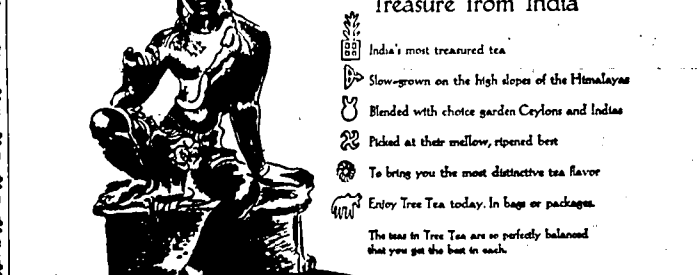 Treasure from India
India's most treasured tea
Slow-grown on the high slopes of the Himalayas
Blended with choice garden Ceylons and Indias
Picked at their mellow, ripened best
To bring you the most distinctive tea flavor
Enjoy Tree Tea today. In bags or packages.
The teas in Tree Tea are so perfectly balanced
that you get the best in each.